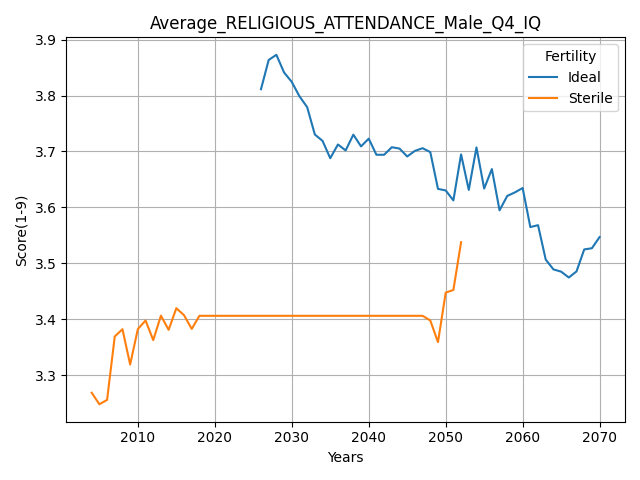 Average_RELIGIOUS_ATTENDANCE_Male_Q4_IQ
3.9
3.8
3.7
3.6
3.5
3.4
3.3
Score(1-9)
Fertility
Ideal
Sterile
2010 2020 2030 2040 2050 2060 2070
Years